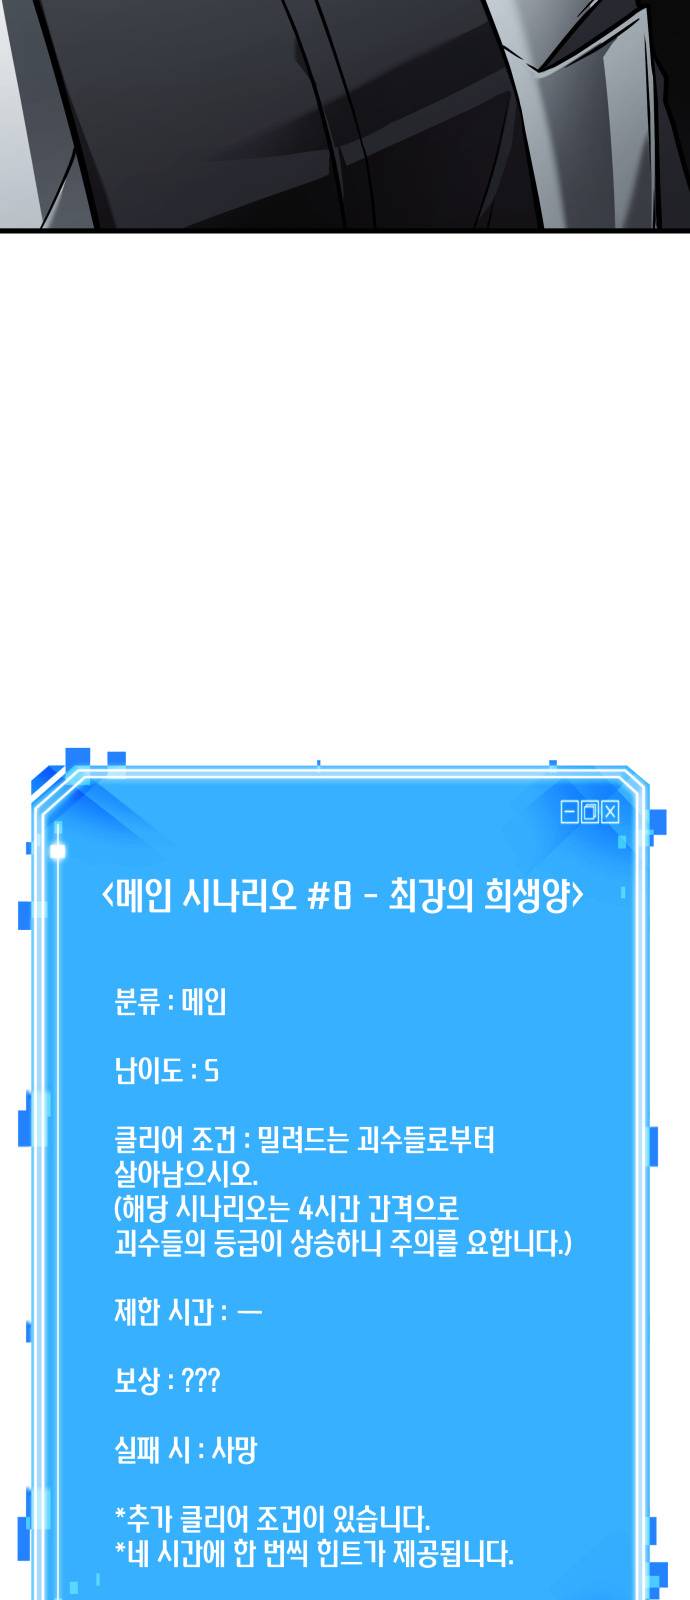 <메인 시나리오 #8 - 최강의 희생양>
분류 : 메인
난이도 : S
클리어 조건 : 밀려드는 괴수들로부터
살아남으시오.
(해당 시나리오는 4시간 간격으로
괴수들의 등급이 상승하니 주의를 요합니다.)
제한 시간 : —
보상 : ???
실패 시 : 사망
*추가 클리어 조건이 있습니다.
*네 시간에 한 번씩 힌트가 제공됩니다.